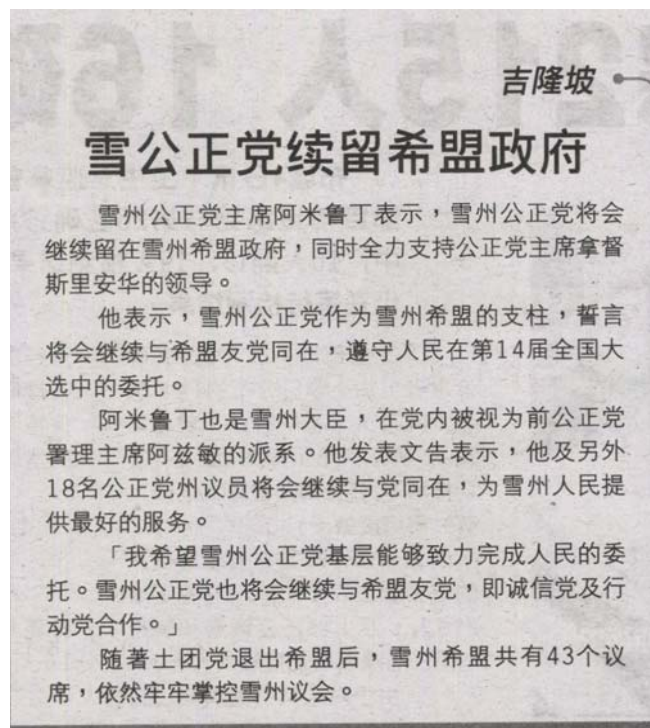 吉隆坡
雪公正党续留希盟政府
雪州公正党主席阿米鲁丁表示，雪州公正党将会
继续留在雪州希盟政府，同时全力支持公正党主席拿督
斯里安华的领导。
他表示，雪州公正党作为雪州希盟的支柱，誓言
将会继续与希盟友党同在，遵守人民在第14届全国大
选中的委托。
阿米鲁丁也是雪州大臣，在党内被视为前公正党
署理主席阿兹敏的派系。他发表文告表示，他及另外
18名公正党州议员将会继续与党同在，为雪州人民提
供最好的服务。
「我希望雪州公正党基层能够致力完成人民的委
托。雪州公正党也将会继续与希盟友党，即诚信党及行
动党合作。」
随著土团党退出希盟后，雪州希盟共有43个议
席，依然牢牢掌控雪州议会。